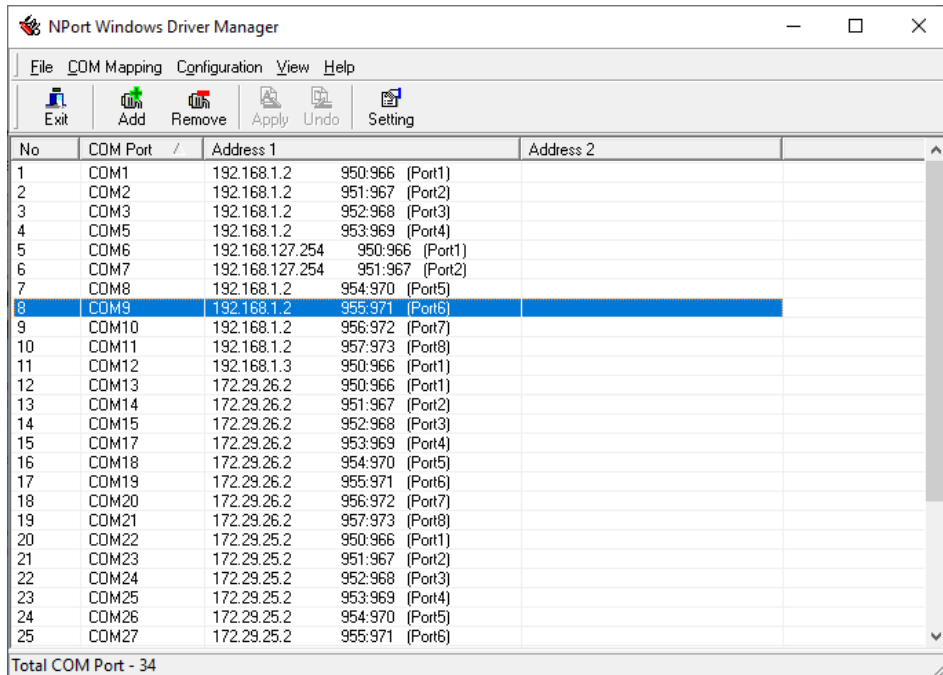 NPort Windows Driver Manager
File COM Mapping Configuration View Help
Exit Add Remove Apply Undo Setting
No COM Port Address 1 Address 2
1 COM1 192.168.1.2 950:966 (Port1)
2 COM2 192.168.1.2 951:967 (Port2)
3 COM3 192.168.1.2 952:968 (Port3)
4 COM5 192.168.1.2 953:969 (Port4)
5 COM6 192.168.127.254 950:966 (Port1)
6 COM7 192.168.127.254 951:967 (Port2)
7 COM8 192.168.1.2 954:970 (Port5)
8 COM9 192.168.1.2 955:971 (Port6)
9 COM10 192.168.1.2 956:972 (Port7)
10 COM11 192.168.1.2 957:973 (Port8)
11 COM12 192.168.1.3 950:966 (Port1)
12 COM13 172.29.26.2 950:966 (Port1)
13 COM14 172.29.26.2 951:967 (Port2)
14 COM15 172.29.26.2 952:968 (Port3)
15 COM17 172.29.26.2 953:969 (Port4)
16 COM18 172.29.26.2 954:970 (Port5)
17 COM19 172.29.26.2 955:971 (Port6)
18 COM20 172.29.26.2 956:972 (Port7)
19 COM21 172.29.26.2 957:973 (Port8)
20 COM22 172.29.25.2 950:966 (Port1)
21 COM23 172.29.25.2 951:967 (Port2)
22 COM24 172.29.25.2 952:968 (Port3)
23 COM25 172.29.25.2 953:969 (Port4)
24 COM26 172.29.25.2 954:970 (Port5)
25 COM27 172.29.25.2 955:971 (Port6)
Total COM Port - 34